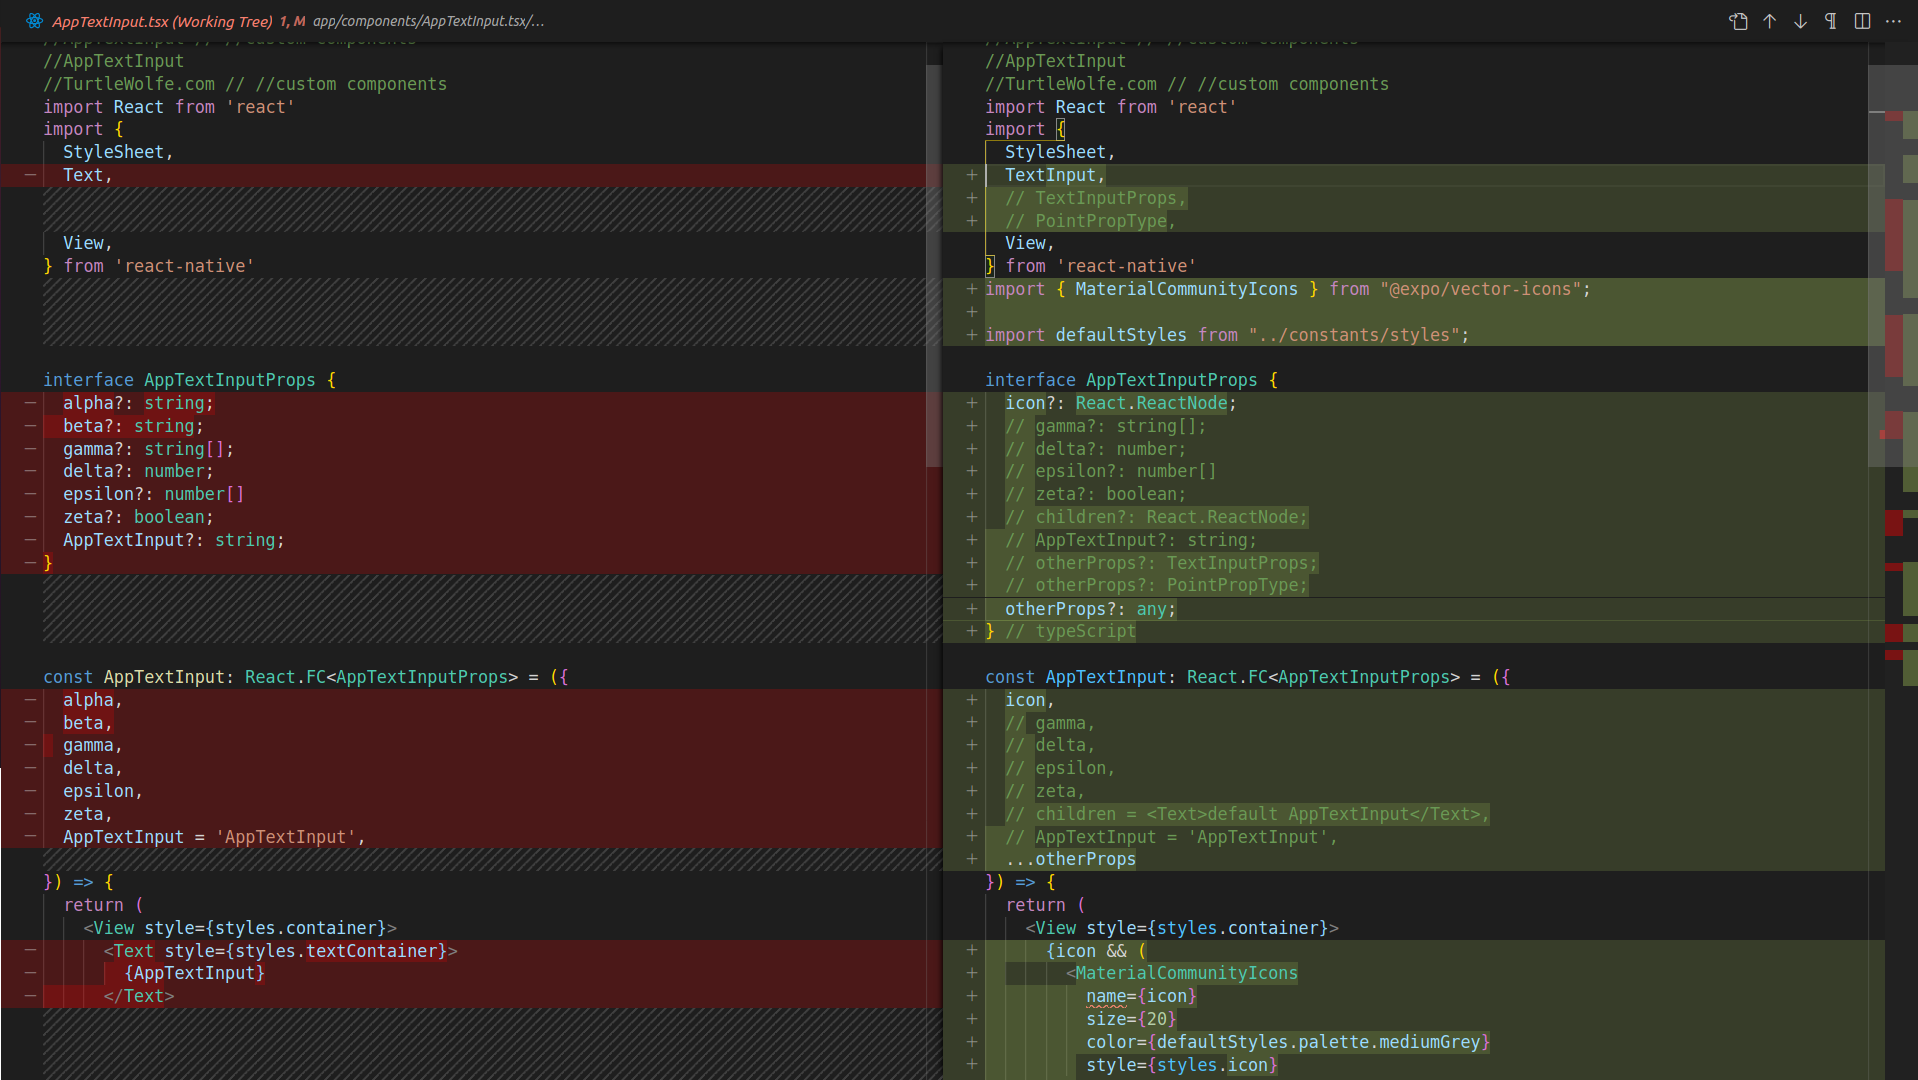 AppTextInput.tsx (Working Tree) 1, M app/components/AppTextInput.tsx/...
//AppTextInput // //custom components
//AppTextInput
//TurtleWolfe.com // //custom components
import React from 'react'
import {
StyleSheet,
− Text,
View,
} from 'react-native'
interface AppTextInputProps {
− alpha?: string;
− beta?: string;
− gamma?: string[];
− delta?: number;
− epsilon?: number[]
− zeta?: boolean;
− AppTextInput?: string;
− }
const AppTextInput: React.FC<AppTextInputProps> = ({
− alpha,
− beta,
− gamma,
− delta,
− epsilon,
− zeta,
− AppTextInput = 'AppTextInput',
}) => {
return (
<View style={styles.container}>
− <Text style={styles.textContainer}>
− {AppTextInput}
− </Text>
//AppTextInput // //custom components
//AppTextInput
//TurtleWolfe.com // //custom components
import React from 'react'
import {
StyleSheet,
+ TextInput,
+ // TextInputProps,
+ // PointPropType,
View,
} from 'react-native'
+ import { MaterialCommunityIcons } from "@expo/vector-icons";
+
+ import defaultStyles from "../constants/styles";
interface AppTextInputProps {
+ icon?: React.ReactNode;
+ // gamma?: string[];
+ // delta?: number;
+ // epsilon?: number[]
+ // zeta?: boolean;
+ // children?: React.ReactNode;
+ // AppTextInput?: string;
+ // otherProps?: TextInputProps;
+ // otherProps?: PointPropType;
+ otherProps?: any;
+ } // typeScript
const AppTextInput: React.FC<AppTextInputProps> = ({
+ icon,
+ // gamma,
+ // delta,
+ // epsilon,
+ // zeta,
+ // children = <Text>default AppTextInput</Text>,
+ // AppTextInput = 'AppTextInput',
+ ...otherProps
}) => {
return (
<View style={styles.container}>
+ {icon && (
+ <MaterialCommunityIcons
+ name={icon}
+ size={20}
+ color={defaultStyles.palette.mediumGrey}
+ style={styles.icon}